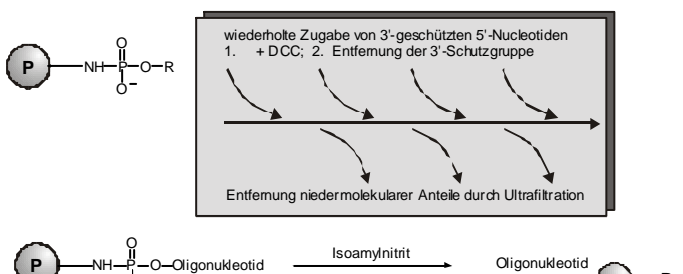 wiederholte Zugabe von 3'-geschützten 5'-Nucleotiden
1. + DCC; 2. Entfernung der 3'-Schutzgruppe
P
NH-P-O-R
O
O-
Entfernung niedermolekularer Anteile durch Ultrafiltration
P
NH-P-O-Oligonukleotid
O
Isoamylnitrit
Oligonukleotid